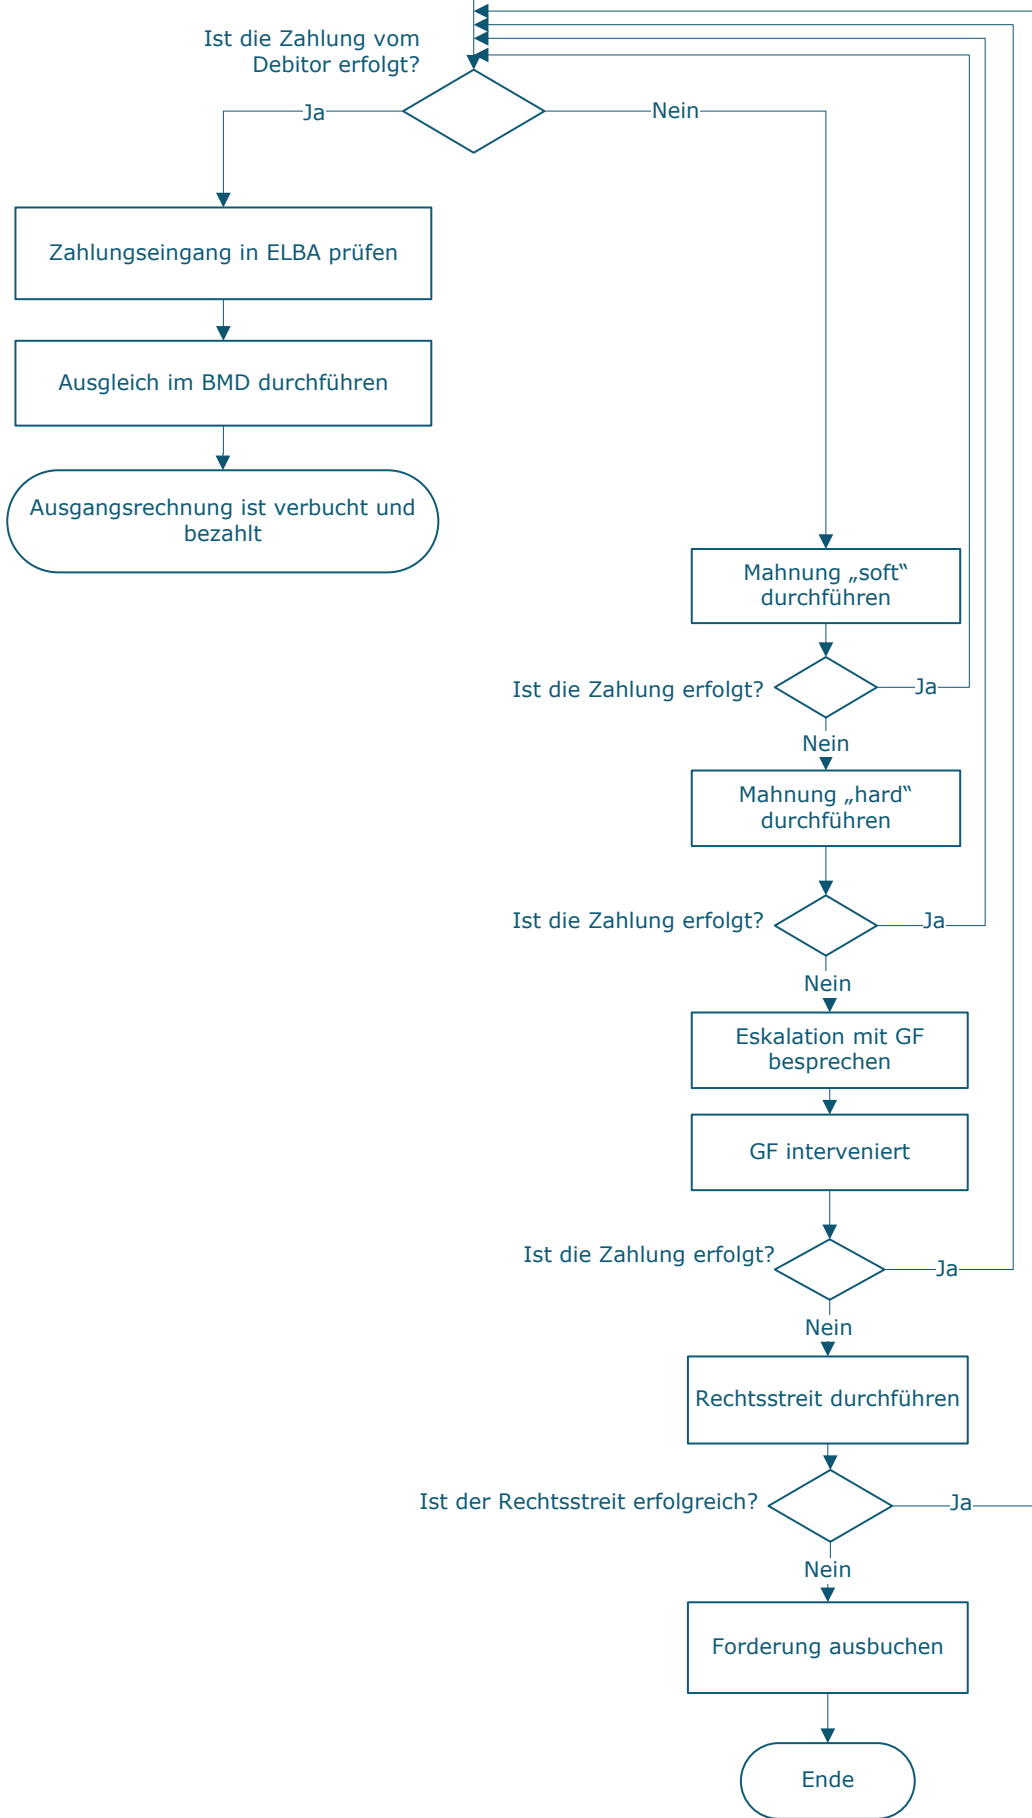 Ist die Zahlung vom
Debitor erfolgt?
Ja
Nein
Zahlungseingang in ELBA prüfen
Ausgleich im BMD durchführen
Ausgangsrechnung ist verbucht und
bezahlt
Mahnung „soft“
durchführen
Ist die Zahlung erfolgt?
Ja
Nein
Mahnung „hard“
durchführen
Ist die Zahlung erfolgt?
Ja
Nein
Eskalation mit GF
besprechen
GF interveniert
Ist die Zahlung erfolgt?
Ja
Nein
Rechtsstreit durchführen
Ist der Rechtsstreit erfolgreich?
Ja
Nein
Forderung ausbuchen
Ende